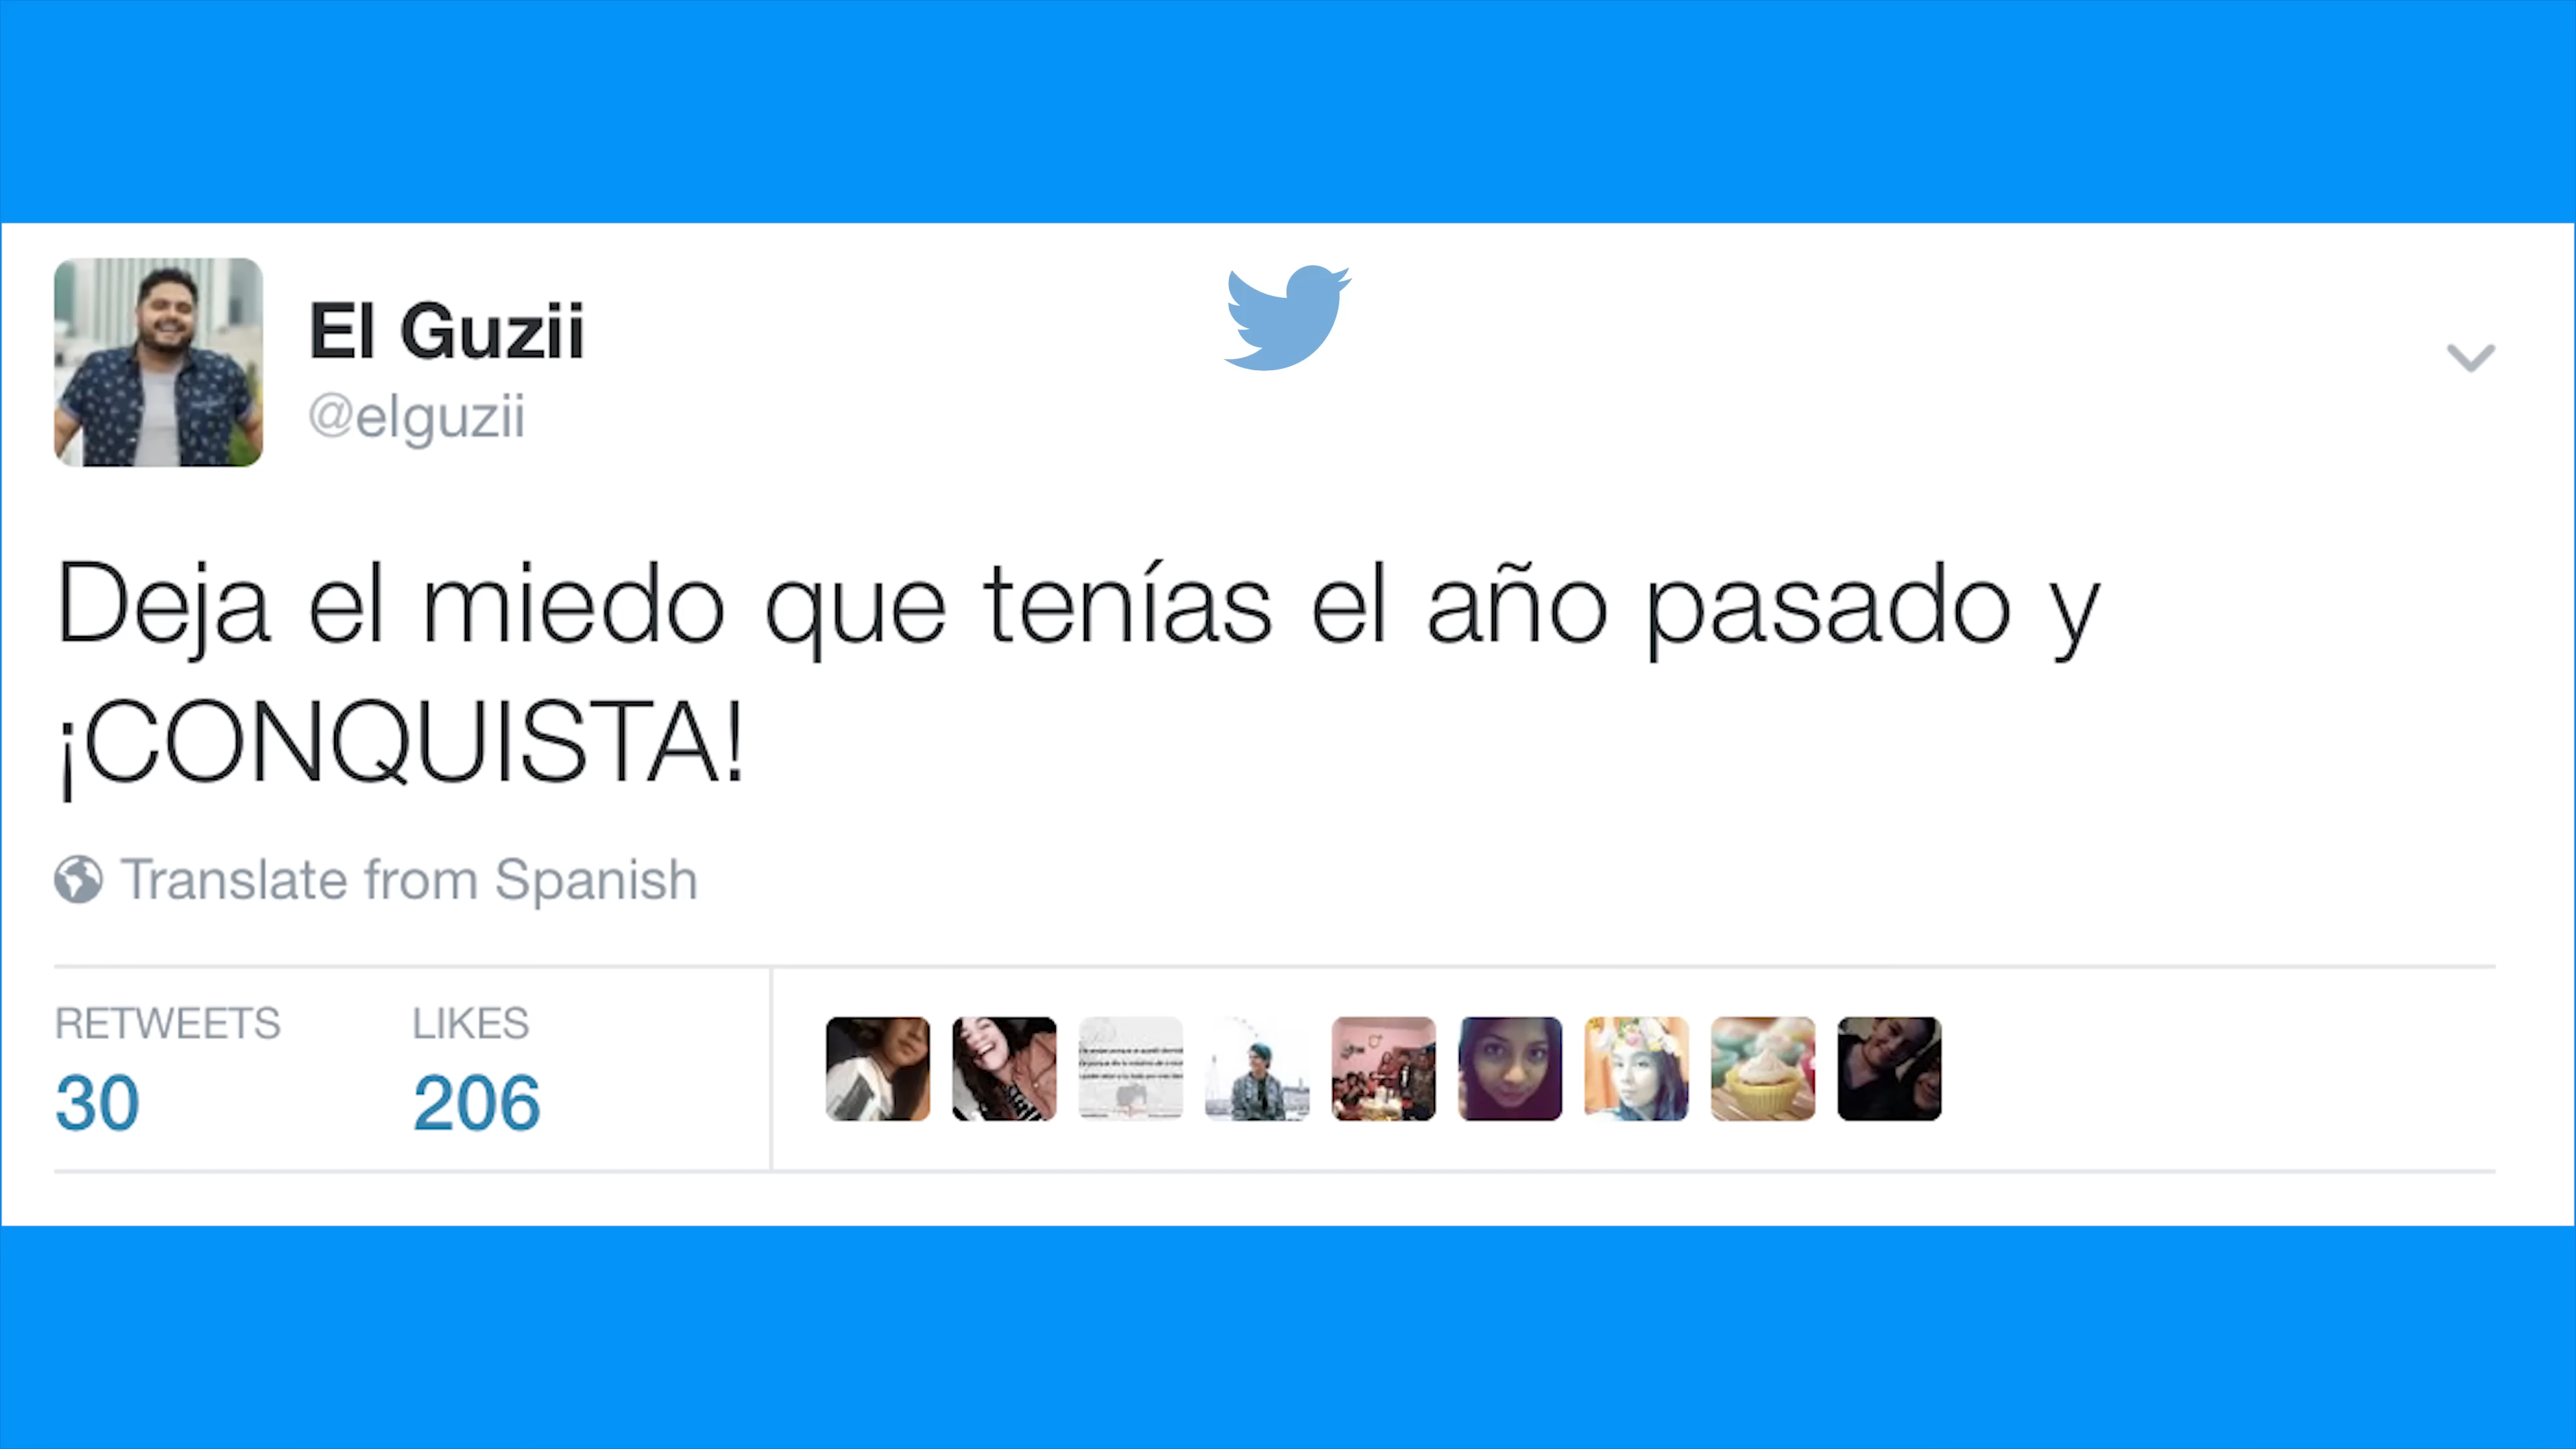 El Guzii
@elguzii
Deja el miedo que tenías el año pasado y
¡CONQUISTA!
Translate from Spanish
RETWEETS LIKES
30 206